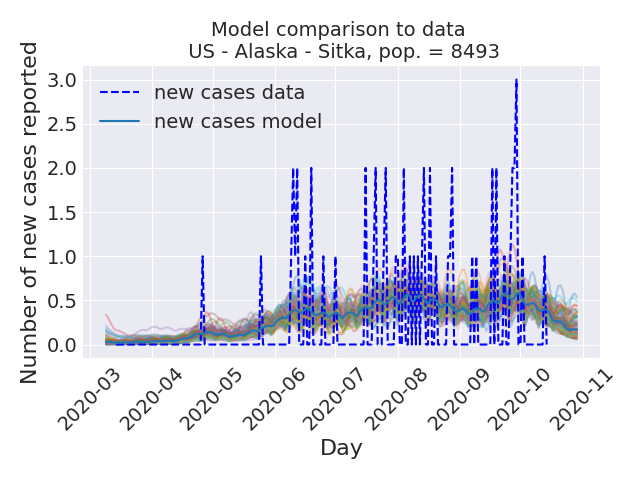 Model comparison to data
US - Alaska - Sitka, pop. = 8493
Number of new cases reported
3.0
2.5
2.0
1.5
1.0
0.5
0.0
new cases data
new cases model
2020-03
2020-04
2020-05
2020-06
2020-07
2020-08
2020-09
2020-10
2020-11
Day